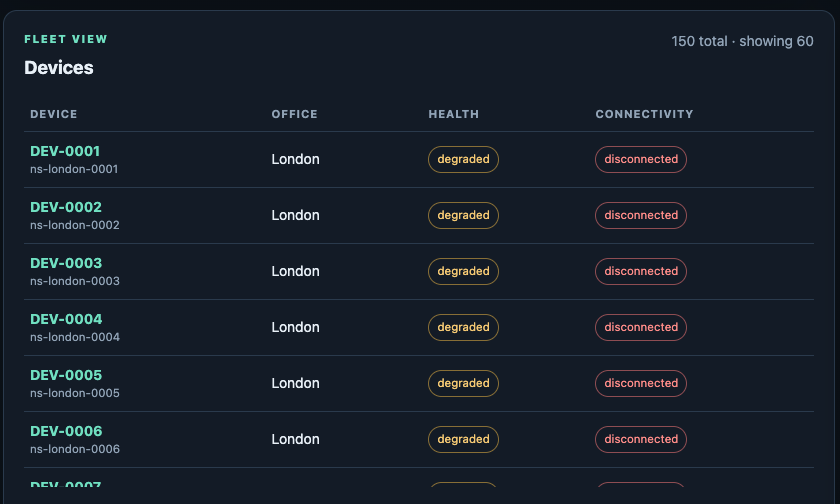 FLEET VIEW
150 total · showing 60
Devices
DEVICE OFFICE HEALTH CONNECTIVITY
DEV-0001
ns-london-0001
London degraded disconnected
DEV-0002
ns-london-0002
London degraded disconnected
DEV-0003
ns-london-0003
London degraded disconnected
DEV-0004
ns-london-0004
London degraded disconnected
DEV-0005
ns-london-0005
London degraded disconnected
DEV-0006
ns-london-0006
London degraded disconnected
DEV-0007